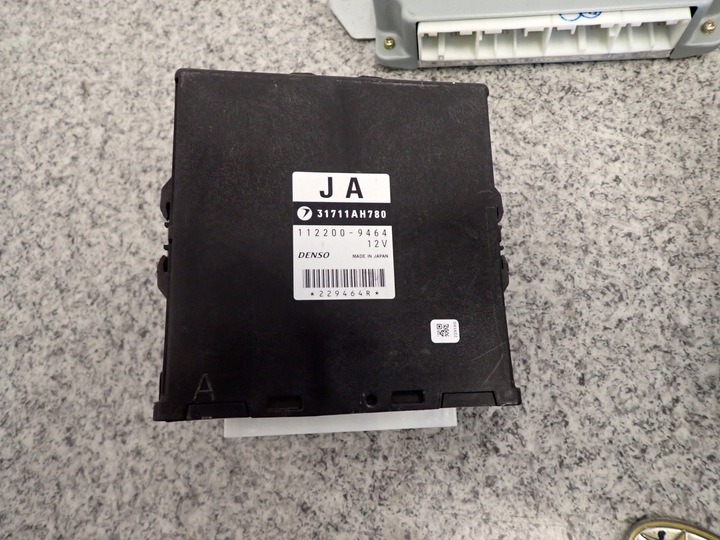 JA
31711AH780
112200-9464
12V
DENSO MADE IN JAPAN
*229464R*
A